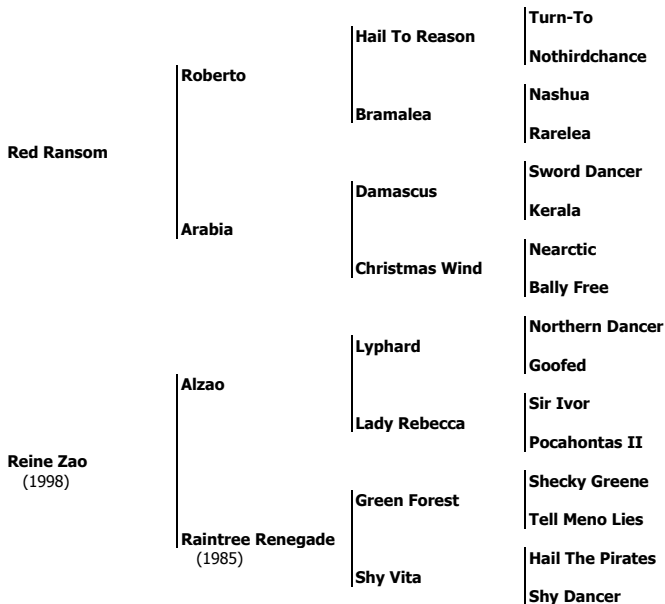 Turn-To
Hail To Reason
Nothirdchance
Roberto
Nashua
Bramalea
Rarelea
Red Ransom
Sword Dancer
Damascus
Kerala
Arabia
Nearctic
Christmas Wind
Bally Free
Northern Dancer
Lyphard
Goofed
Alzao
Sir Ivor
Lady Rebecca
Pocahontas II
Reine Zao
(1998)
Shecky Greene
Green Forest
Tell Meno Lies
Raintree Renegade
(1985)
Hail The Pirates
Shy Vita
Shy Dancer